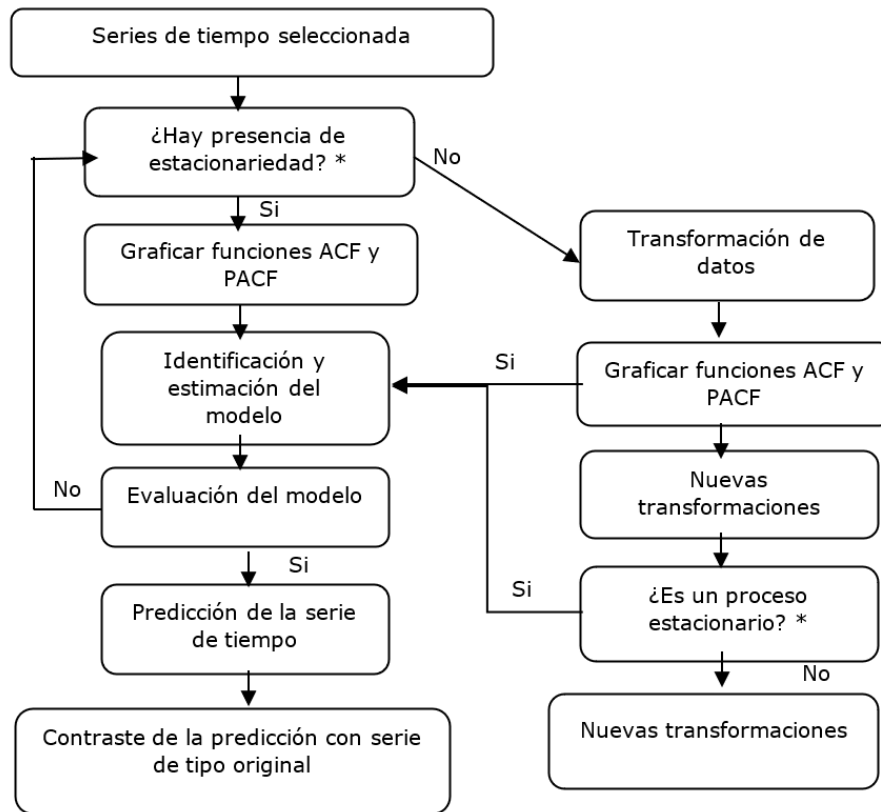 Series de tiempo seleccionada
¿Hay presencia de
estacionariedad? *
No
Si
Graficar funciones ACF y
PACF
Identificación y
estimación del
modelo
No
Evaluación del modelo
Si
Predicción de la serie
de tiempo
Contraste de la predicción con serie
de tipo original
Transformación de
datos
Si
Graficar funciones ACF y
PACF
Nuevas
transformaciones
Si
¿Es un proceso
estacionario? *
No
Nuevas transformaciones